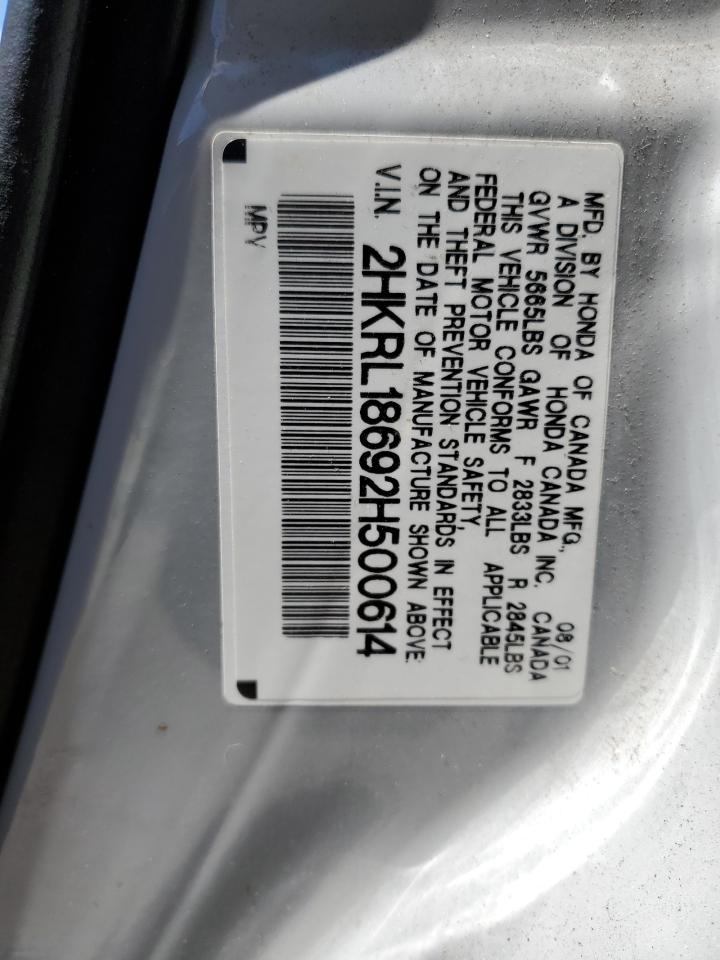 MFD. BY HONDA OF CANADA MFG., 08/01
A DIVISION OF HONDA CANADA INC. CANADA
GVWR 5665LBS GAWR F 2833LBS R 2845LBS
THIS VEHICLE CONFORMS TO ALL APPLICABLE
FEDERAL MOTOR VEHICLE SAFETY,
AND THEFT PREVENTION STANDARDS IN EFFECT
ON THE DATE OF MANUFACTURE SHOWN ABOVE.
V.I.N. 2HKRL18692H500614
MPV